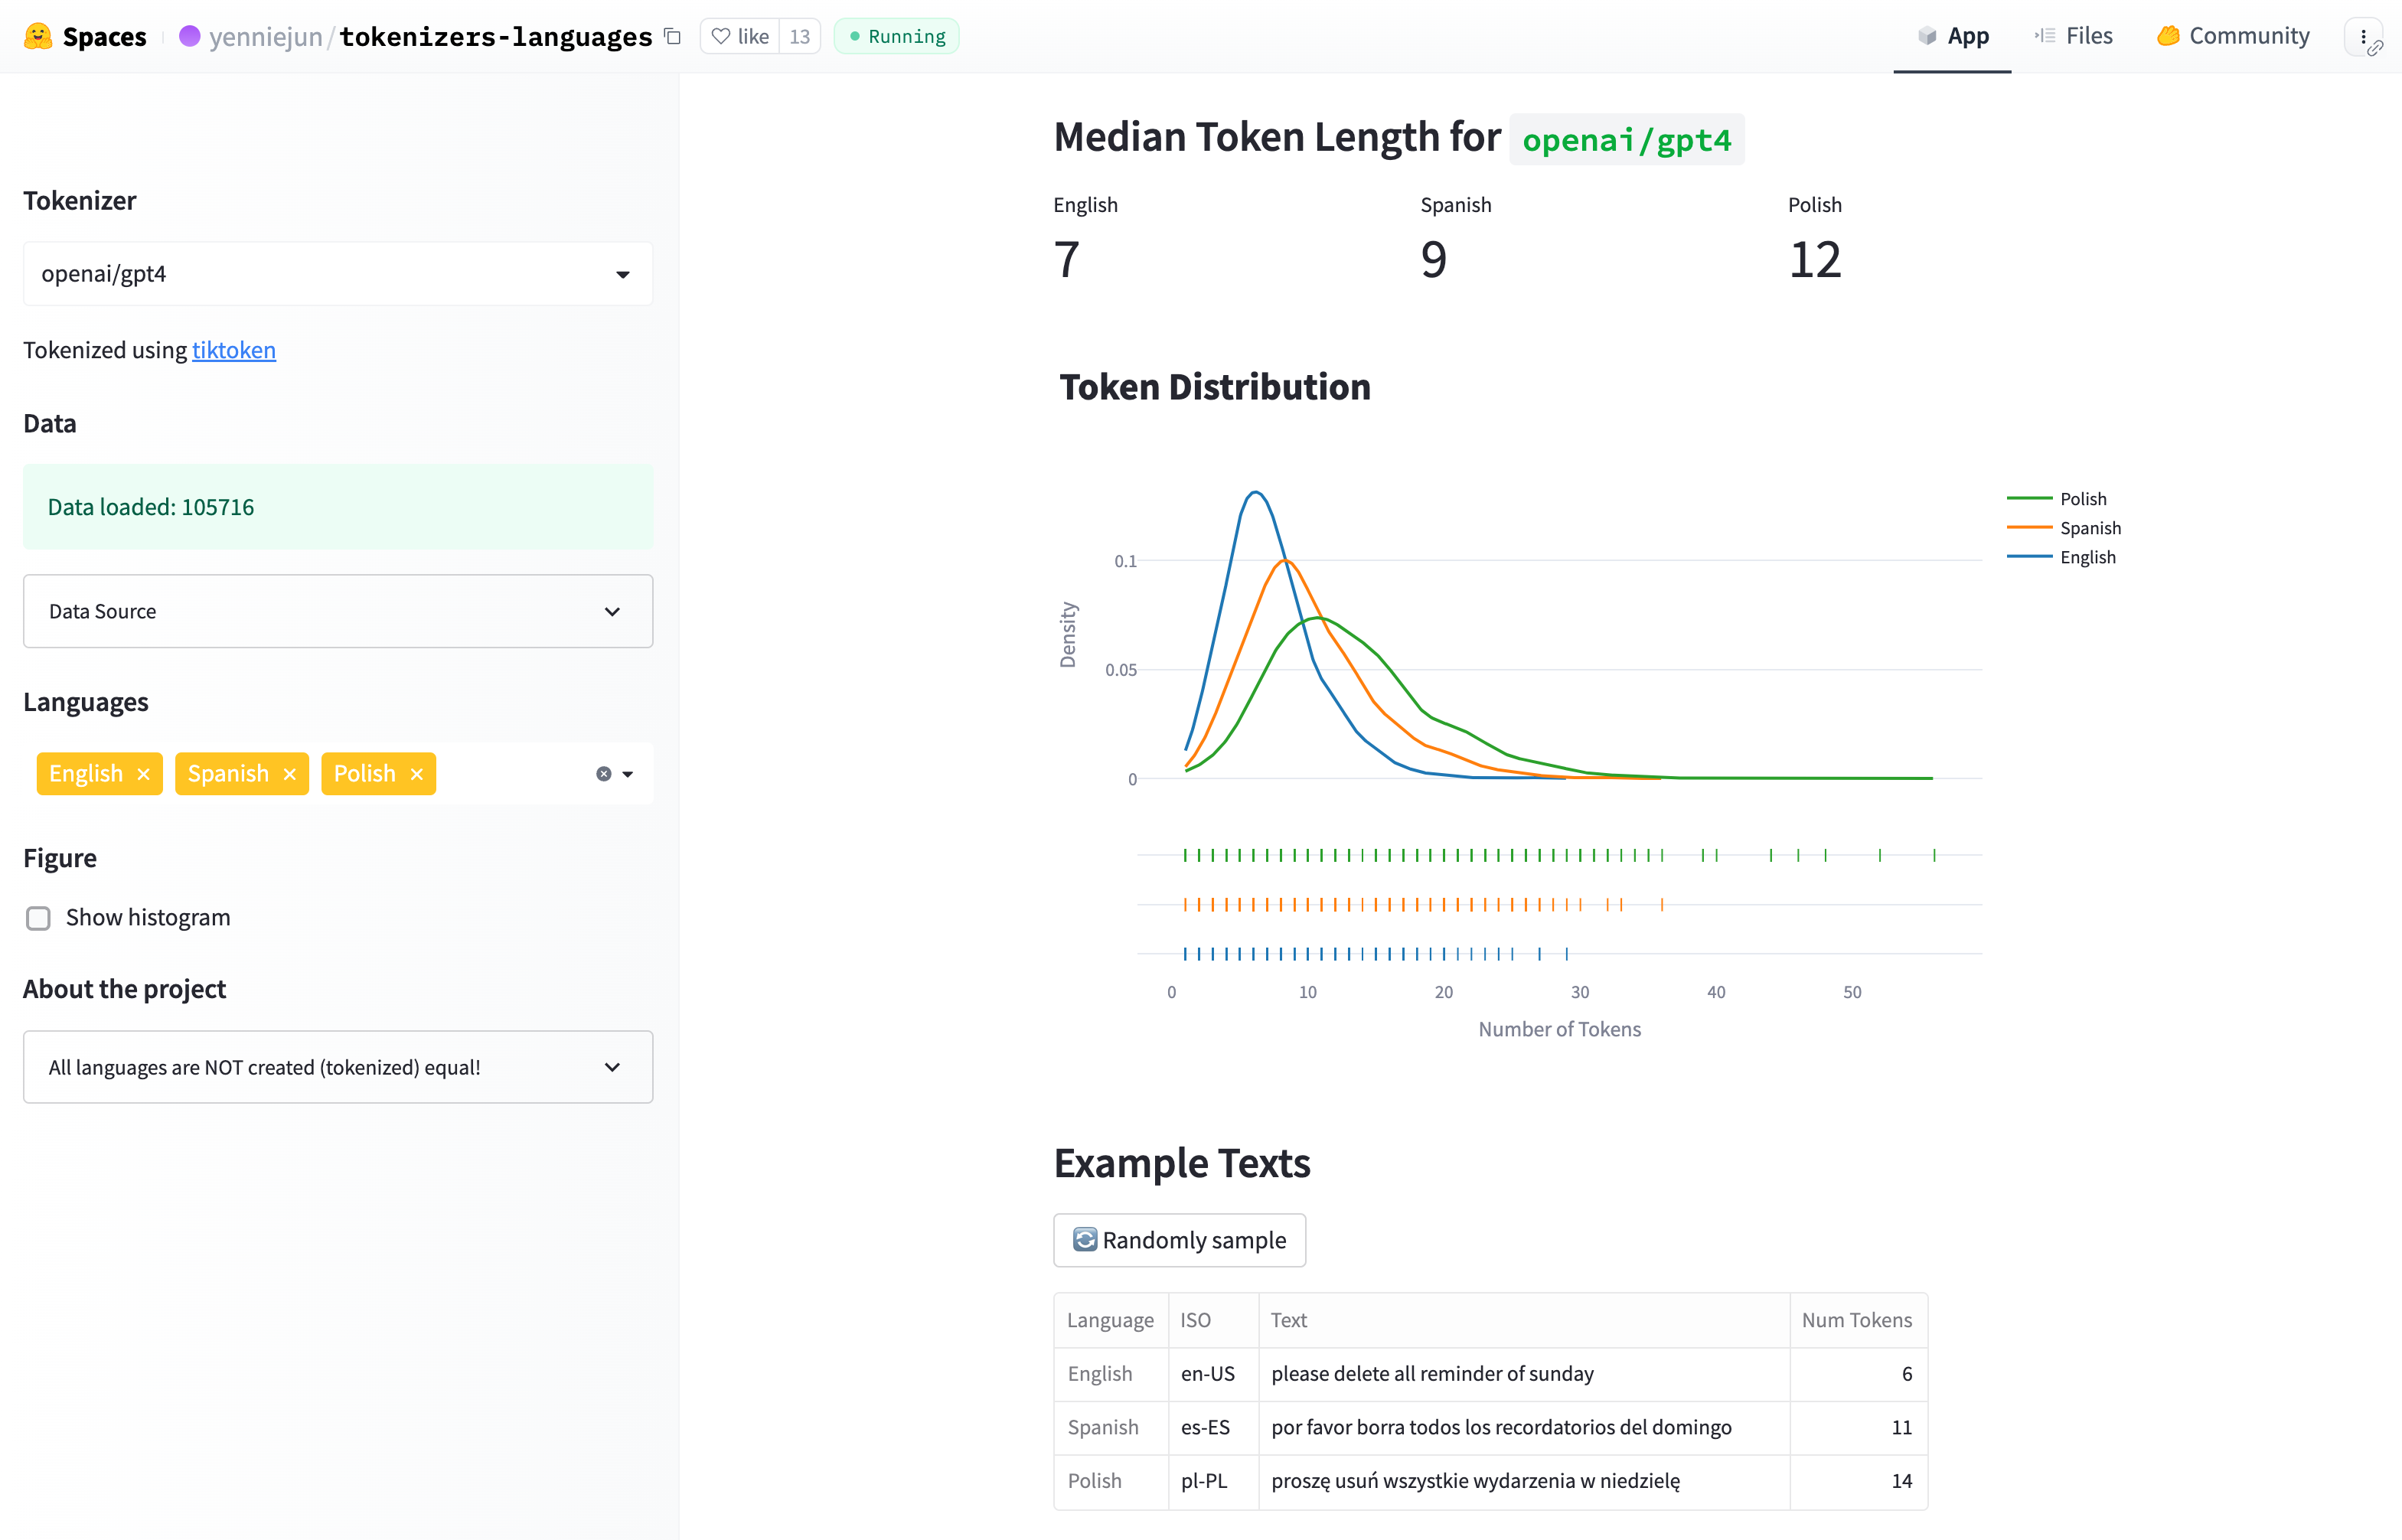 Spaces
yenniejun/tokenizers-languages
like 13
Running
App
Files
Community
Tokenizer
openai/gpt4
Tokenized using tiktoken
Data
Data loaded: 105716
Data Source
Languages
English
Spanish
Polish
Figure
Show histogram
About the project
All languages are NOT created (tokenized) equal!
Median Token Length for openai/gpt4
English Spanish Polish
7 9 12
Token Distribution
Polish
Spanish
English
0.1
0.05
0
Density
0 10 20 30 40 50
Number of Tokens
Example Texts
Randomly sample
Language ISO Text Num Tokens
English en-US please delete all reminder of sunday 6
Spanish es-ES por favor borra todos los recordatorios del domingo 11
Polish pl-PL proszę usuń wszystkie wydarzenia w niedzielę 14